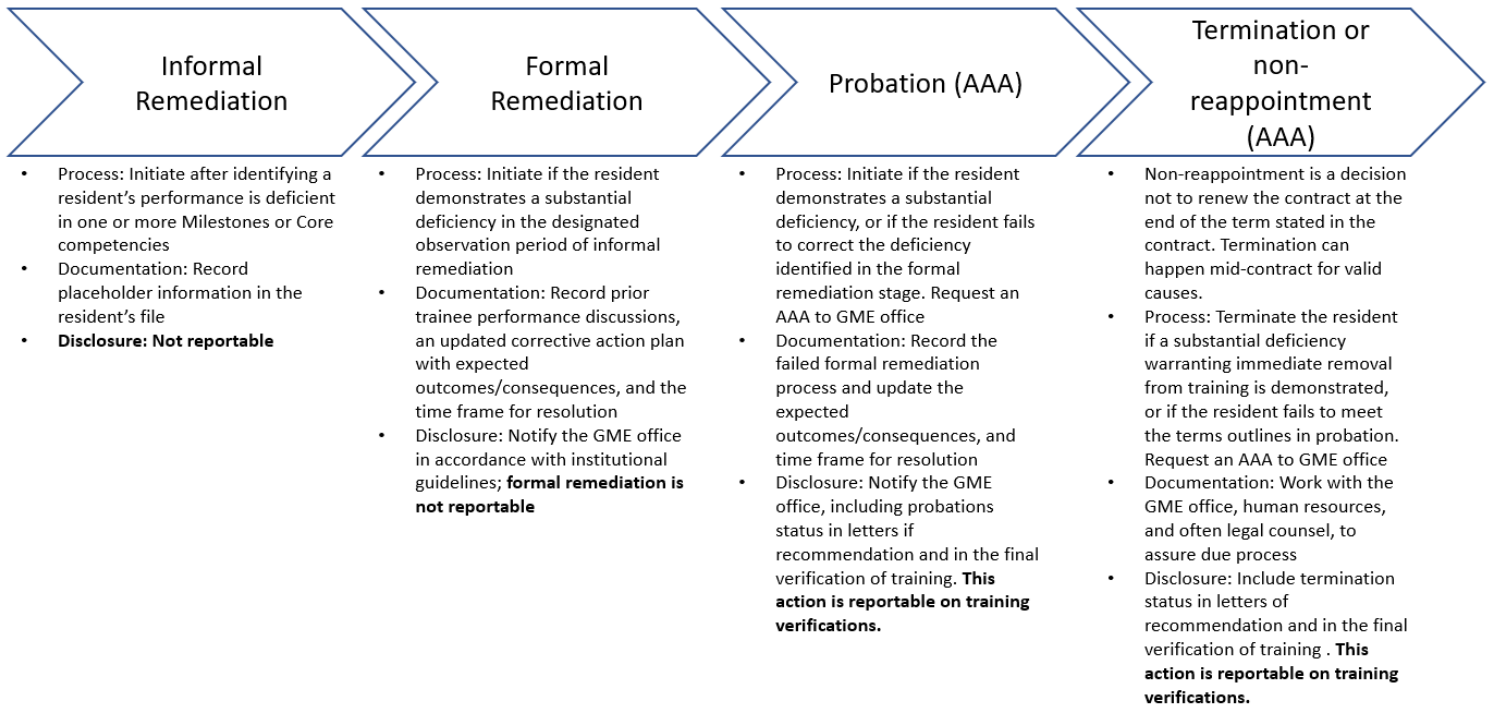 Informal
Remediation
• Process: Initiate after identifying a
resident’s performance is deficient
in one or more Milestones or Core
competencies
• Documentation: Record
placeholder information in the
resident’s file
• Disclosure: Not reportable
Formal
Remediation
• Process: Initiate if the resident
demonstrates a substantial
deficiency in the designated
observation period of informal
remediation
• Documentation: Record prior
trainee performance discussions,
an updated corrective action plan
with expected
outcomes/consequences, and the
time frame for resolution
• Disclosure: Notify the GME office
in accordance with institutional
guidelines; formal remediation is
not reportable
Probation (AAA)
• Process: Initiate if the resident
demonstrates a substantial
deficiency, or if the resident fails
to correct the deficiency
identified in the formal
remediation stage. Request an
AAA to GME office
• Documentation: Record the
failed formal remediation
process and update the
expected
outcomes/consequences, and
time frame for resolution
• Disclosure: Notify the GME
office, including probations
status in letters if
recommendation and in the final
verification of training. This
action is reportable on training
verifications.
Termination or
non-
reappointment
(AAA)
• Non-reappointment is a decision
not to renew the contract at the
end of the term stated in the
contract. Termination can
happen mid-contract for valid
causes.
• Process: Terminate the resident
if a substantial deficiency
warranting immediate removal
from training is demonstrated,
or if the resident fails to meet
the terms outlines in probation.
Request an AAA to GME office
• Documentation: Work with the
GME office, human resources,
and often legal counsel, to
assure due process
• Disclosure: Include termination
status in letters of
recommendation and in the final
verification of training . This
action is reportable on training
verifications.